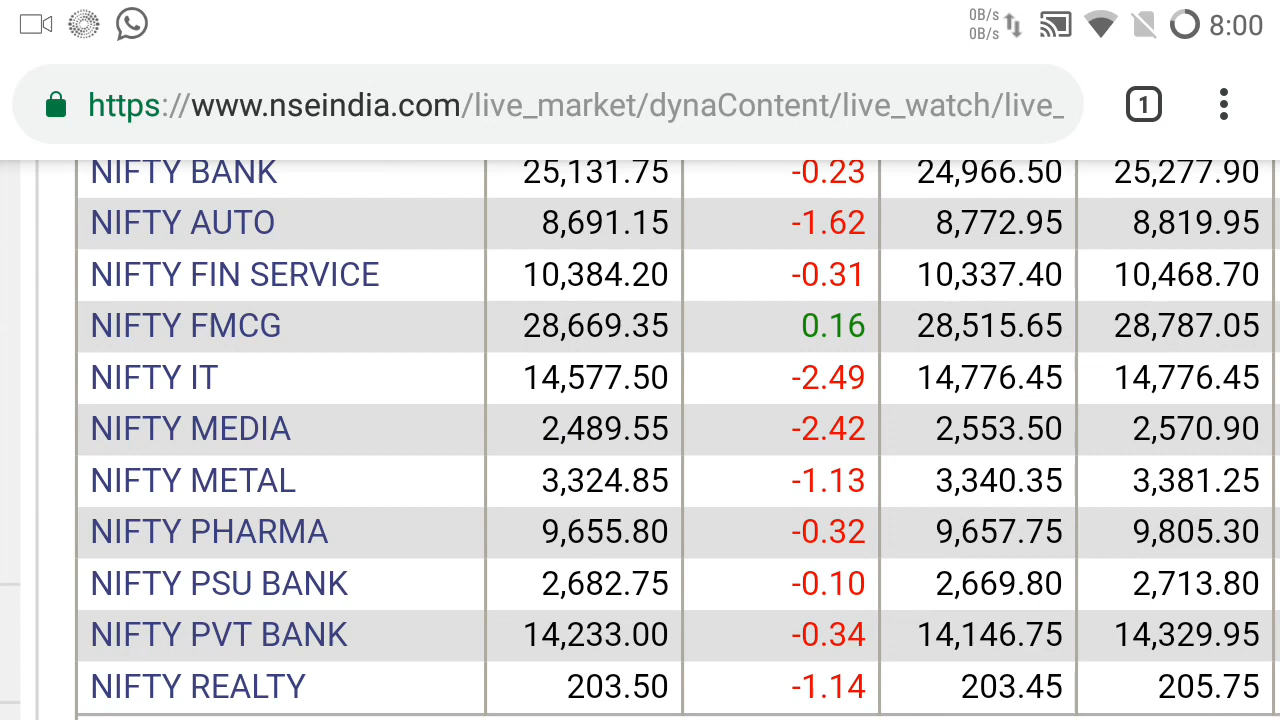 0B/s
0B/s
8:00
https://www.nseindia.com/live_market/dynaContent/live_watch/live_
1
NIFTY BANK 25,131.75 -0.23 24,966.50 25,277.90
NIFTY AUTO 8,691.15 -1.62 8,772.95 8,819.95
NIFTY FIN SERVICE 10,384.20 -0.31 10,337.40 10,468.70
NIFTY FMCG 28,669.35 0.16 28,515.65 28,787.05
NIFTY IT 14,577.50 -2.49 14,776.45 14,776.45
NIFTY MEDIA 2,489.55 -2.42 2,553.50 2,570.90
NIFTY METAL 3,324.85 -1.13 3,340.35 3,381.25
NIFTY PHARMA 9,655.80 -0.32 9,657.75 9,805.30
NIFTY PSU BANK 2,682.75 -0.10 2,669.80 2,713.80
NIFTY PVT BANK 14,233.00 -0.34 14,146.75 14,329.95
NIFTY REALTY 203.50 -1.14 203.45 205.75